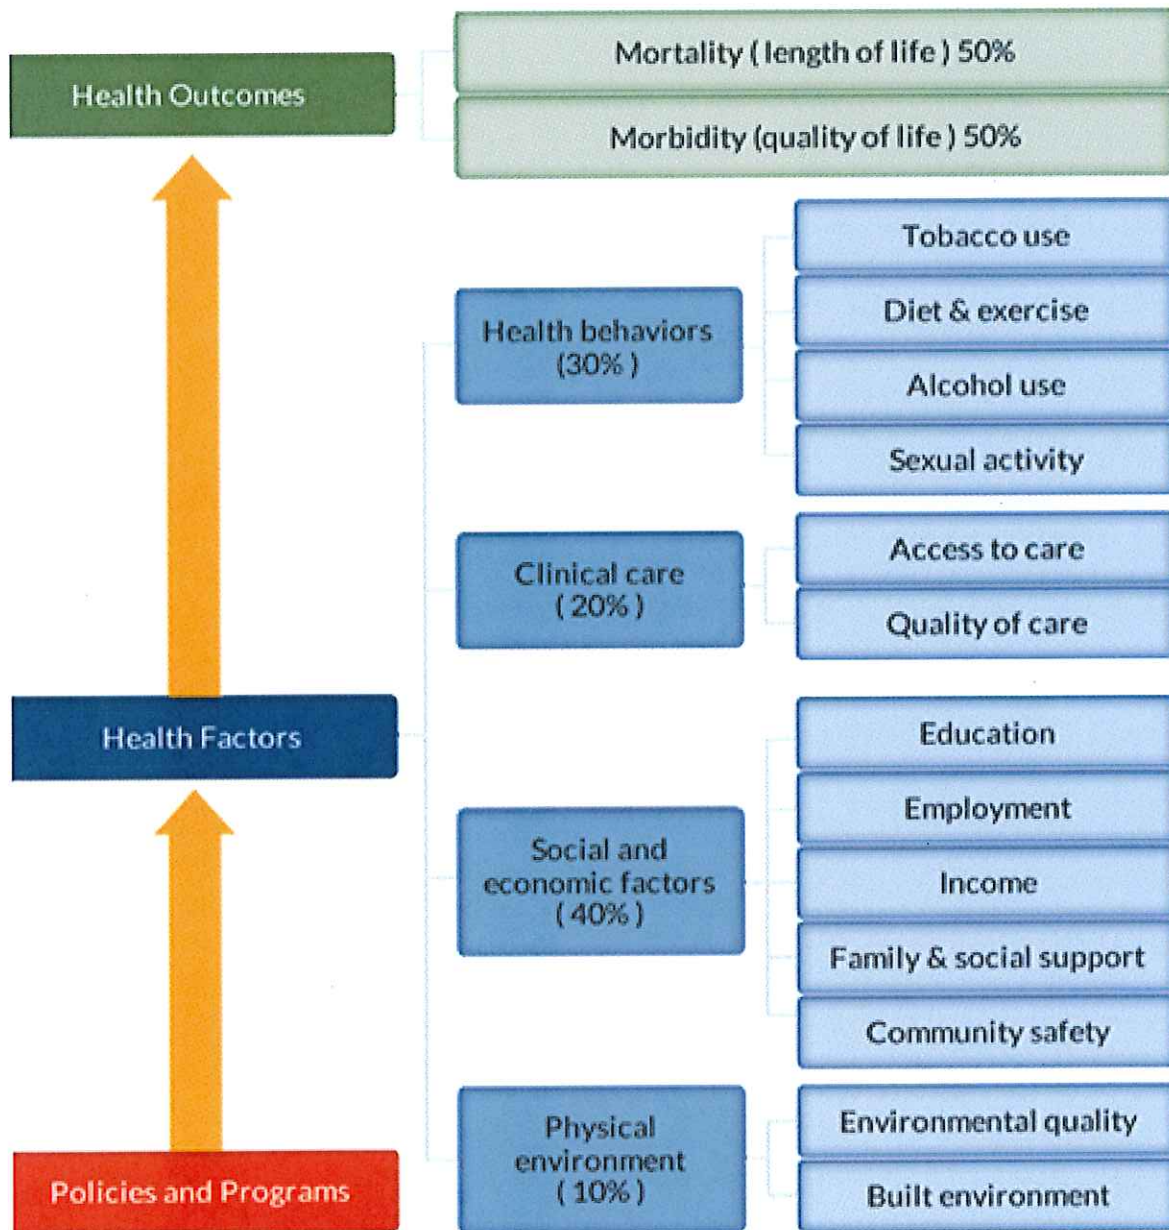 Mortality ( length of life ) 50%
Health Outcomes
Morbidity (quality of life ) 50%
Tobacco use
Health behaviors
(30% )
Diet & exercise
Alcohol use
Sexual activity
Clinical care
( 20% )
Access to care
Quality of care
Health Factors
Social and
economic factors
( 40% )
Education
Employment
Income
Family & social support
Community safety
Physical
environment
( 10% )
Environmental quality
Built environment
Policies and Programs